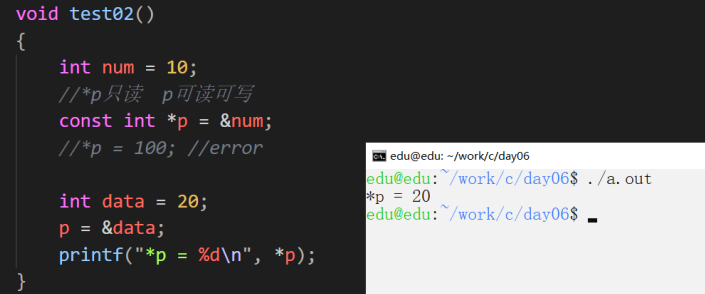 void test02()
{
    int num = 10;
    //*p只读  p可读可写
    const int *p = &num;
    //*p = 100; //error
    int data = 20;
    p = &data;
    printf("*p = %d\n", *p);
}
edu@edu: ~/work/c/day06
edu@edu:~/work/c/day06$ ./a.out
*p = 20
edu@edu:~/work/c/day06$